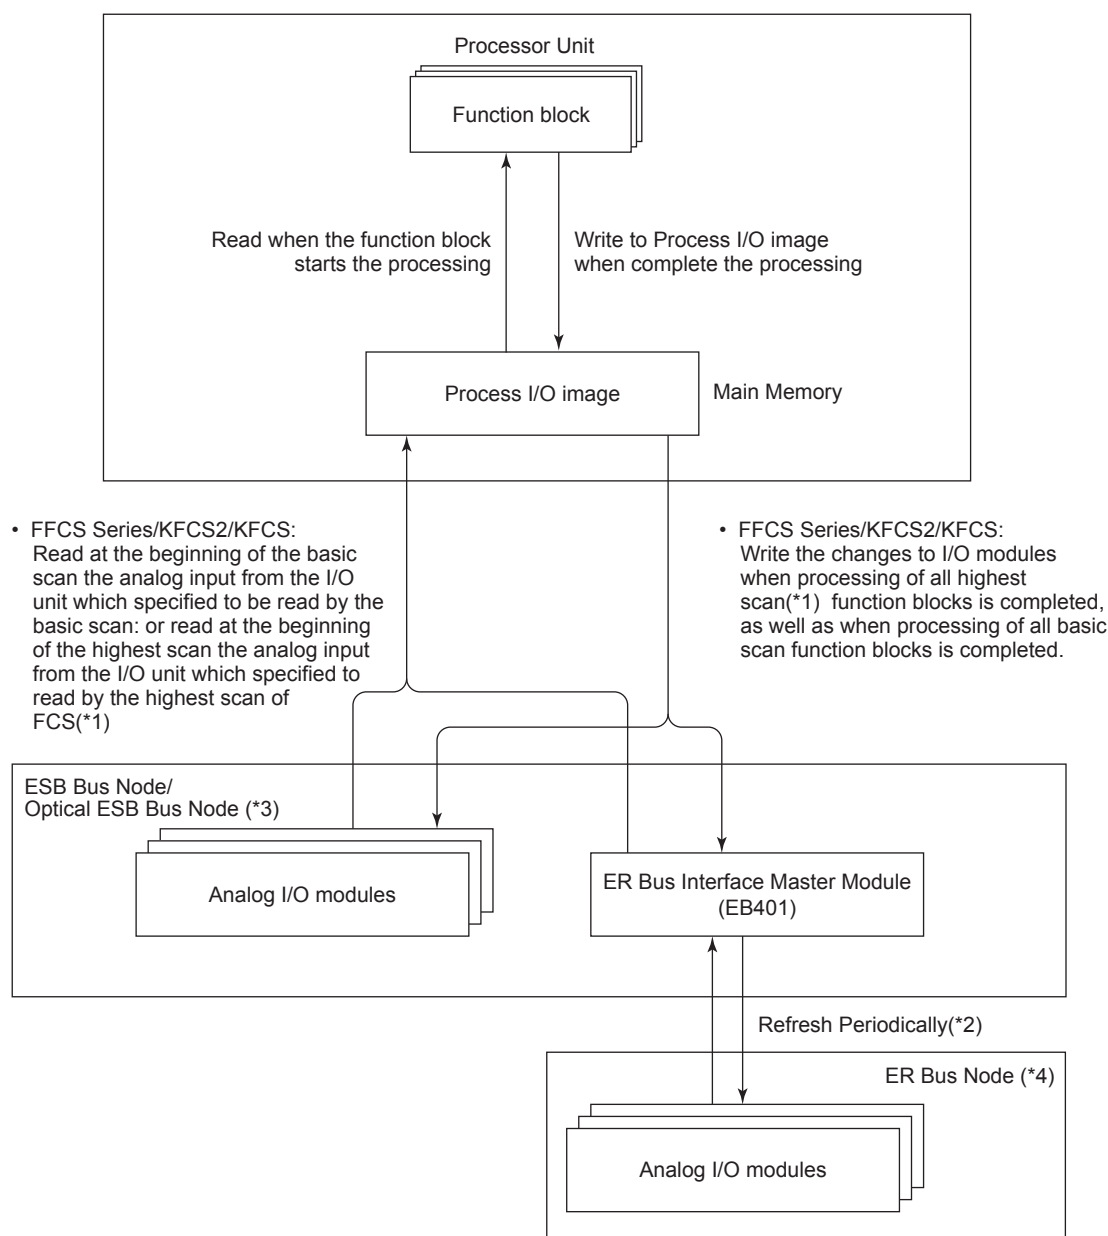 Processor Unit
Function block
Read when the function block
starts the processing
Write to Process I/O image
when complete the processing
Process I/O image
Main Memory
• FFCS Series/KFCS2/KFCS:
Read at the beginning of the basic
scan the analog input from the I/O
unit which specified to be read by the
basic scan: or read at the beginning
of the highest scan the analog input
from the I/O unit which specified to
read by the highest scan of
FCS(*1)
• FFCS Series/KFCS2/KFCS:
Write the changes to I/O modules
when processing of all highest
scan(*1) function blocks is completed,
as well as when processing of all basic
scan function blocks is completed.
ESB Bus Node/
Optical ESB Bus Node (*3)
Analog I/O modules
ER Bus Interface Master Module
(EB401)
Refresh Periodically(*2)
ER Bus Node (*4)
Analog I/O modules